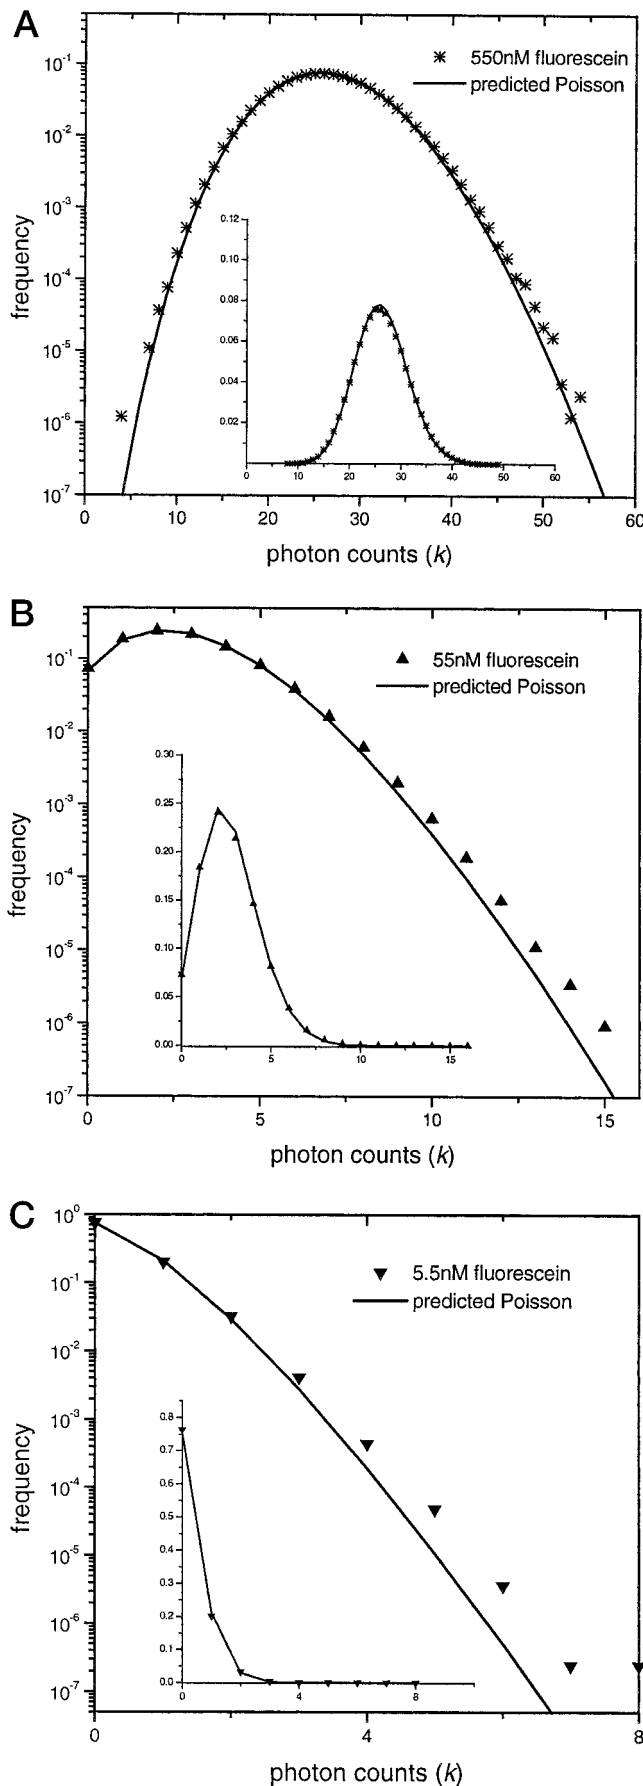 A
550nM fluorescein
predicted Poisson
10⁻¹
10⁻²
10⁻³
10⁻⁴
10⁻⁵
10⁻⁶
10⁻⁷
frequency
0.12
0.10
0.08
0.06
0.04
0.02
0 10 20 30 40 50 60
0 10 20 30 40 50 60
photon counts (k)
B
55nM fluorescein
predicted Poisson
10⁻¹
10⁻²
10⁻³
10⁻⁴
10⁻⁵
10⁻⁶
10⁻⁷
frequency
0.30
0.25
0.20
0.15
0.10
0.05
0.00
0 5 10 15
0 5 10 15
photon counts (k)
C
5.5nM fluorescein
predicted Poisson
10⁰
10⁻¹
10⁻²
10⁻³
10⁻⁴
10⁻⁵
10⁻⁶
10⁻⁷
frequency
0.8
0.7
0.6
0.5
0.4
0.3
0.2
0.1
0.0
0 4 8
0 4 8
photon counts (k)